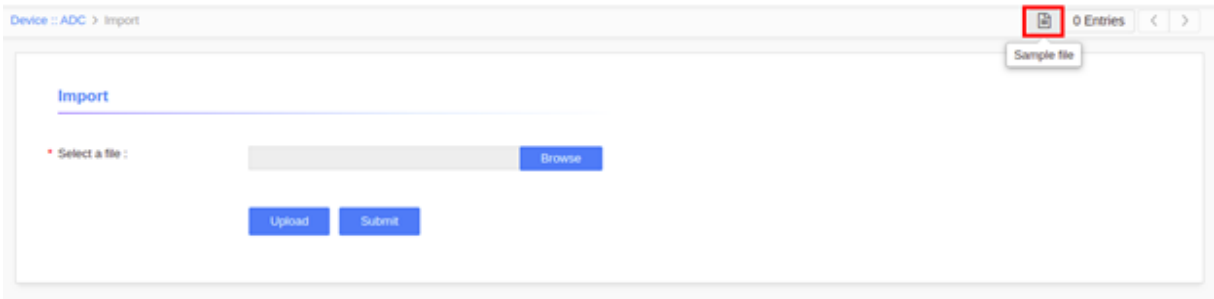 Device :: ADC > Import
0 Entries < >
Sample file
Import
* Select a file :
Browse
Upload
Submit